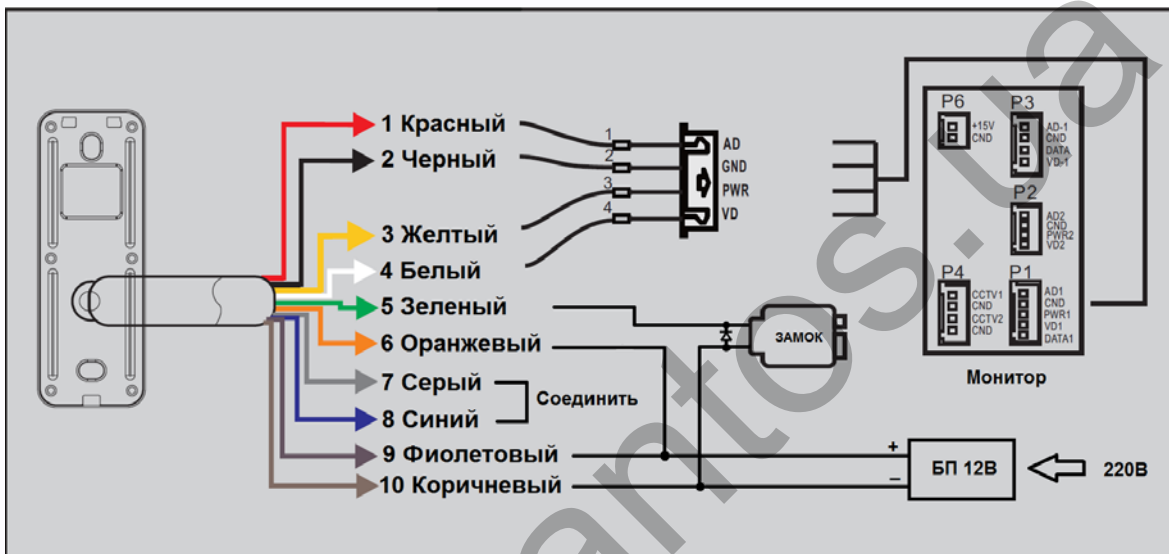 1 Красный
2 Черный
3 Желтый
4 Белый
5 Зеленый
6 Оранжевый
7 Серый
8 Синий
Соединить
9 Фиолетовый
10 Коричневый
1
2
3
4
AD
GND
PWR
VD
ЗАМОК
P6
+15V
CND
P3
AD-1
CND
DATA
VD-1
P2
AD2
CND
PWR2
VD2
P4
CCTV1
CND
CCTV2
CND
P1
AD1
CND
PWR1
VD1
DATA1
Монитор
+
–
БП 12В
220В
antos.ua